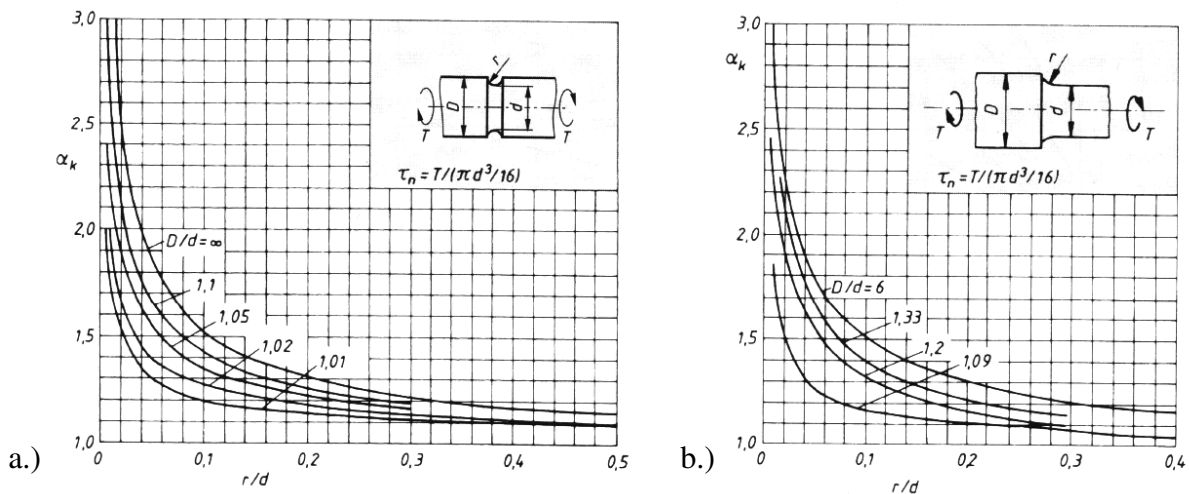 a.)
3,0
2,5
α_k
2,0
1,5
1,0
0
0,1
0,2
0,3
0,4
0,5
r/d
D/d=∞
1,1
1,05
1,02
1,01
r
D
d
T
T
τ_n = T/(πd³/16)
b.)
3,0
α_k
2,5
2,0
1,5
1,0
0
0,1
0,2
0,3
0,4
r/d
D/d=6
1,33
1,2
1,09
r
D
d
T
T
τ_n = T/(πd³/16)